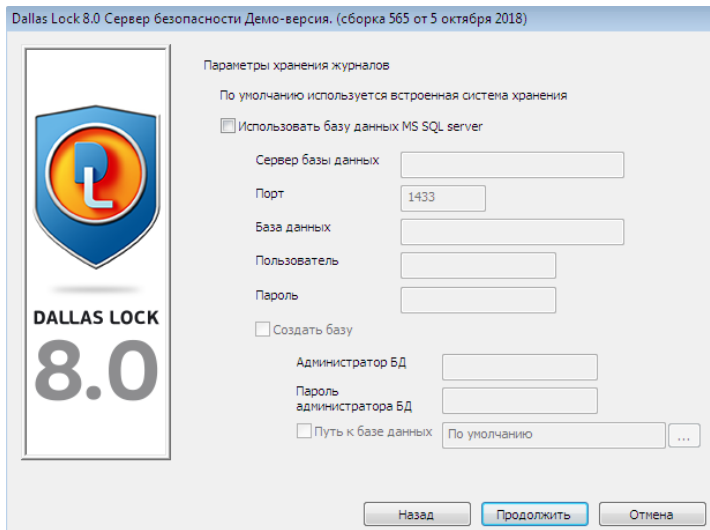 Dallas Lock 8.0 Сервер безопасности Демо-версия. (сборка 565 от 5 октября 2018)
Параметры хранения журналов
По умолчанию используется встроенная система хранения
Использовать базу данных MS SQL server
Сервер базы данных
Порт 1433
База данных
Пользователь
Пароль
Создать базу
Администратор БД
Пароль
администратора БД
Путь к базе данных По умолчанию ...
DL
DALLAS LOCK
8.0
Назад Продолжить Отмена